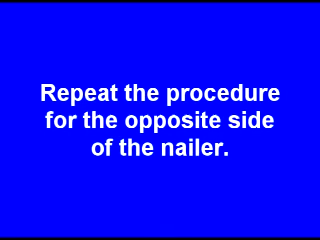 Repeat the procedure
for the opposite side
of the nailer.